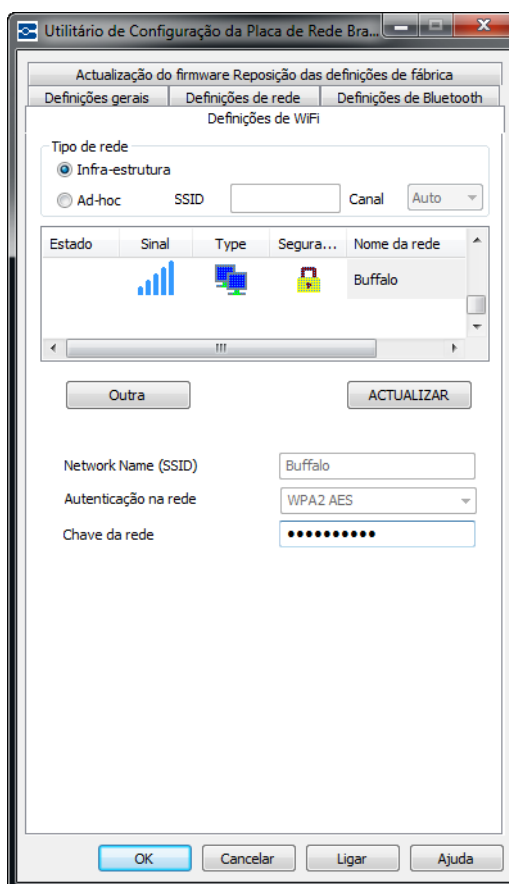 Utilitário de Configuração da Placa de Rede Bra...
Actualização do firmware Reposição das definições de fábrica
Definições gerais Definições de rede Definições de Bluetooth
Definições de WiFi
Tipo de rede
Infra-estrutura
Ad-hoc SSID Canal Auto
Estado Sinal Type Segura... Nome da rede
Buffalo
Outra ACTUALIZAR
Network Name (SSID) Buffalo
Autenticação na rede WPA2 AES
Chave da rede ●●●●●●●●●●
OK Cancelar Ligar Ajuda